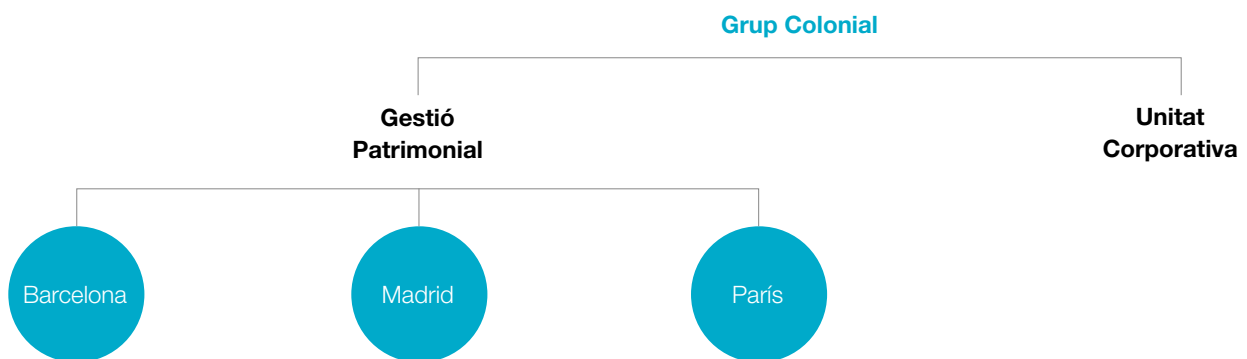 Grup Colonial
Gestió
Patrimonial
Unitat
Corporativa
Barcelona
Madrid
París